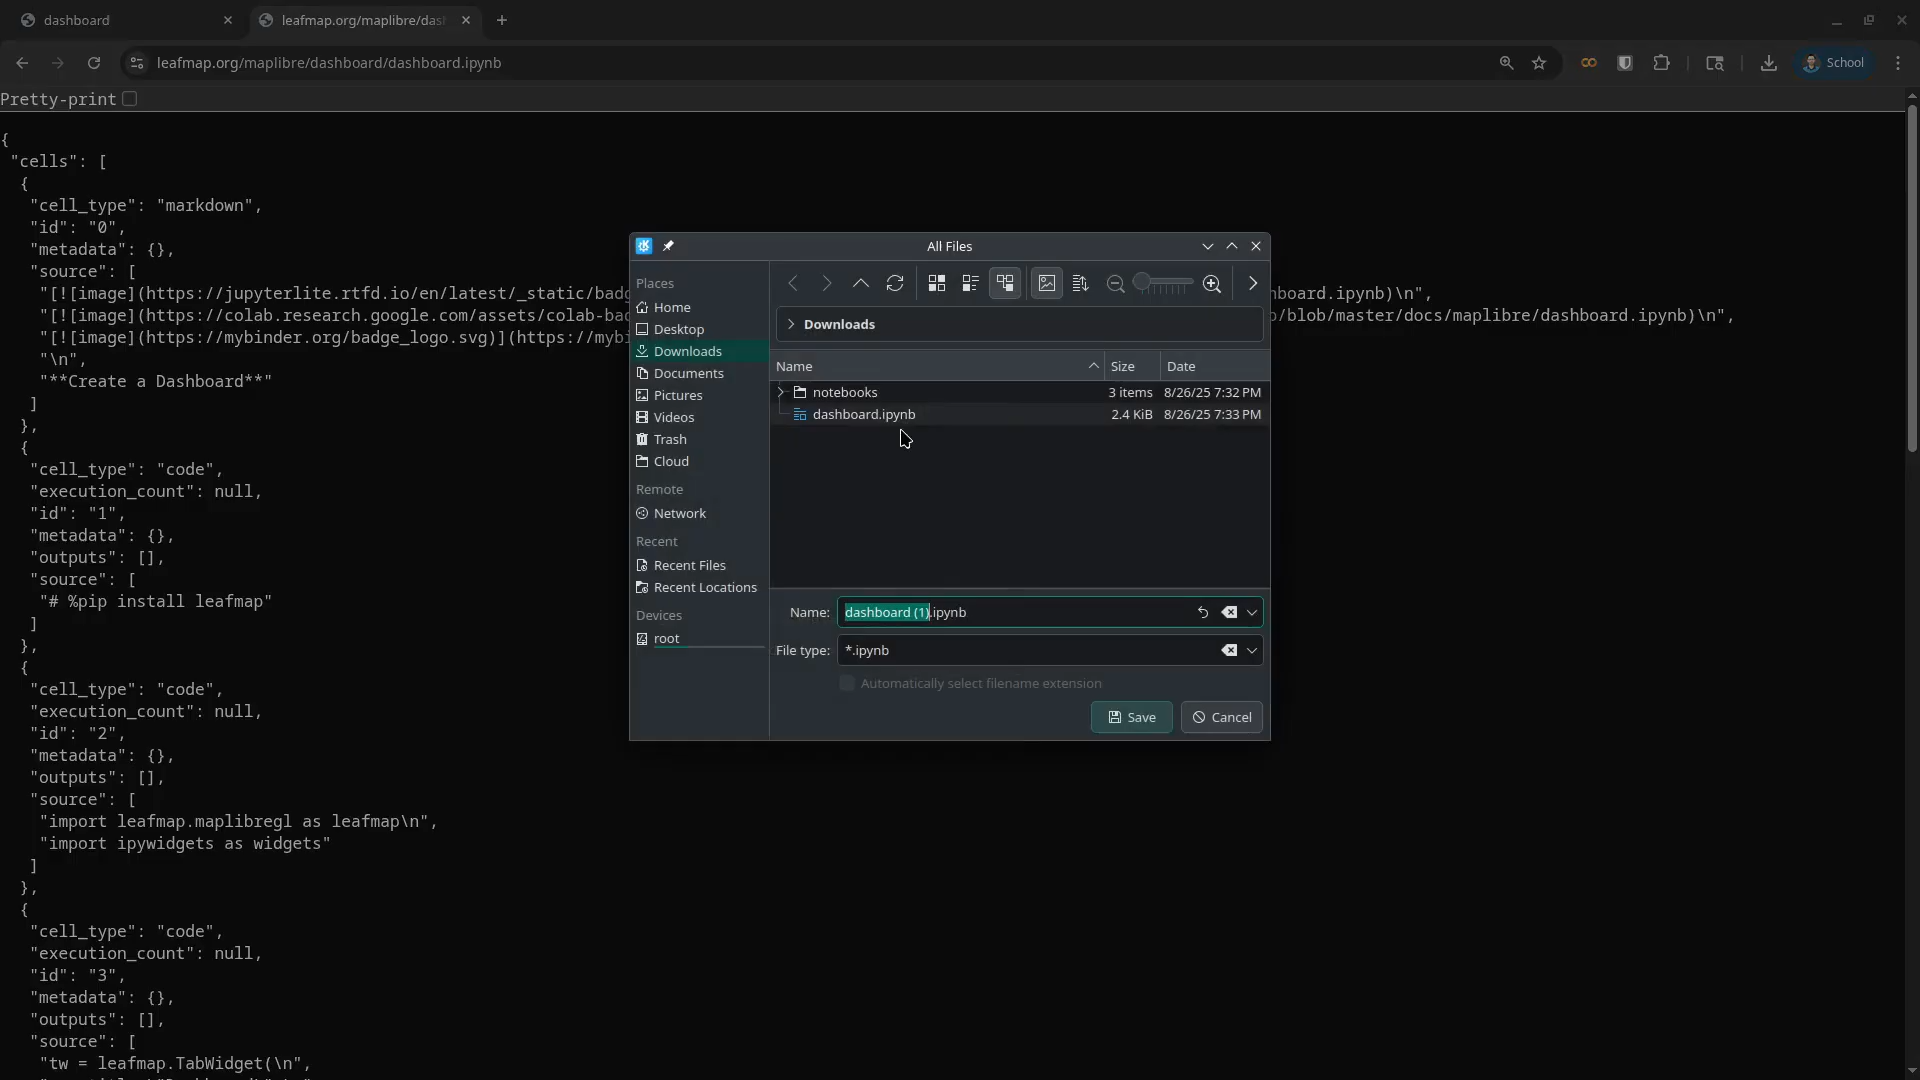 dashboard
leafmap.org/maplibre/das
leafmap.org/maplibre/dashboard/dashboard.ipynb
School
Pretty-print
{
"cells": [
{
"cell_type": "markdown",
"id": "0",
"metadata": {},
"source": [
"[![image](https://jupyterlite.rtfd.io/en/latest/_static/badg
hboard.ipynb)\n",
"[![image](https://colab.research.google.com/assets/colab-bad
o/blob/master/docs/maplibre/dashboard.ipynb)\n",
"[![image](https://mybinder.org/badge_logo.svg)](https://mybi
"\n",
"**Create a Dashboard**"
]
},
{
"cell_type": "code",
"execution_count": null,
"id": "1",
"metadata": {},
"outputs": [],
"source": [
"# %pip install leafmap"
]
},
{
"cell_type": "code",
"execution_count": null,
"id": "2",
"metadata": {},
"outputs": [],
"source": [
"import leafmap.maplibregl as leafmap\n",
"import ipywidgets as widgets"
]
},
{
"cell_type": "code",
"execution_count": null,
"id": "3",
"metadata": {},
"outputs": [],
"source": [
"tw = leafmap.TabWidget(\n",
All Files
Places
Home
Desktop
Downloads
Documents
Pictures
Videos
Trash
Cloud
Remote
Network
Recent
Recent Files
Recent Locations
Devices
root
Downloads
Name Size Date
notebooks 3 items 8/26/25 7:32 PM
dashboard.ipynb 2.4 KiB 8/26/25 7:33 PM
Name: dashboard (1).ipynb
File type: *.ipynb
Automatically select filename extension
Save Cancel